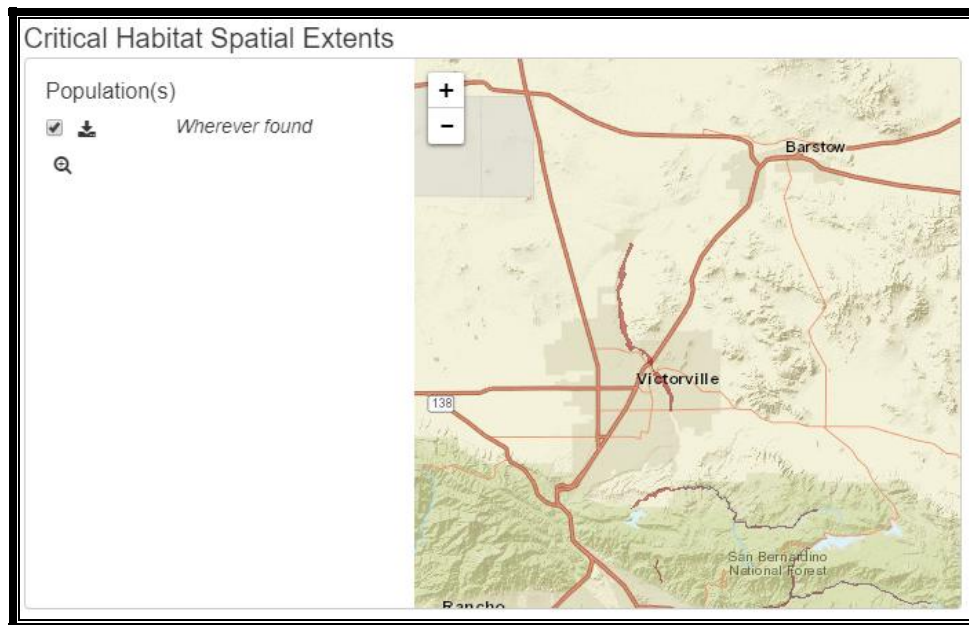 Critical Habitat Spatial Extents
Population(s)
Wherever found
+
−
Barstow
Victorville
138
San Bernardino
National Forest
Rancho